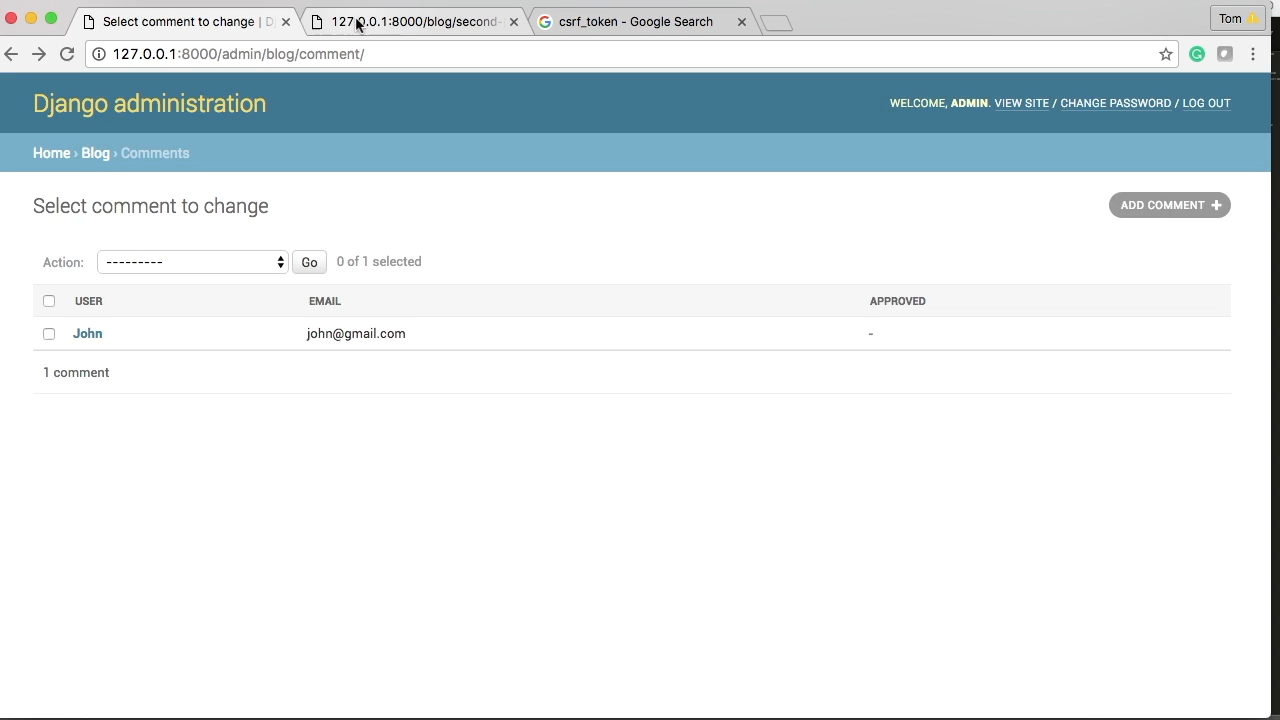 Select comment to change | D
127.0.0.1:8000/blog/second-
csrf_token - Google Search
Tom
127.0.0.1:8000/admin/blog/comment/
Django administration
WELCOME, ADMIN. VIEW SITE / CHANGE PASSWORD / LOG OUT
Home › Blog › Comments
Select comment to change
ADD COMMENT +
Action: --------- Go 0 of 1 selected
USER EMAIL APPROVED
John john@gmail.com -
1 comment